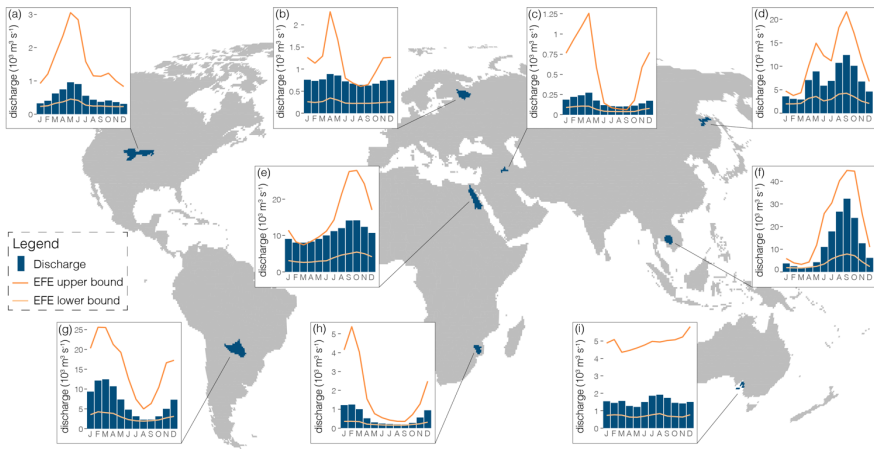 (a)
discharge (10³ m³ s⁻¹)
3
2
1
0
J F M A M J J A S O N D
(b)
discharge (10³ m³ s⁻¹)
2
1.5
1
0.5
0
J F M A M J J A S O N D
(c)
discharge (10³ m³ s⁻¹)
1.25
1
0.75
0.5
0.25
0
J F M A M J J A S O N D
(d)
discharge (10³ m³ s⁻¹)
20
15
10
5
0
J F M A M J J A S O N D
(e)
discharge (10³ m³ s⁻¹)
20
10
0
J F M A M J J A S O N D
(f)
discharge (10³ m³ s⁻¹)
40
30
20
10
0
J F M A M J J A S O N D
Legend
Discharge
EFE upper bound
EFE lower bound
(g)
discharge (10³ m³ s⁻¹)
25
20
15
10
5
0
J F M A M J J A S O N D
(h)
discharge (10³ m³ s⁻¹)
5
4
3
2
1
0
J F M A M J J A S O N D
(i)
discharge (10³ m³ s⁻¹)
5
4
3
2
1
0
J F M A M J J A S O N D